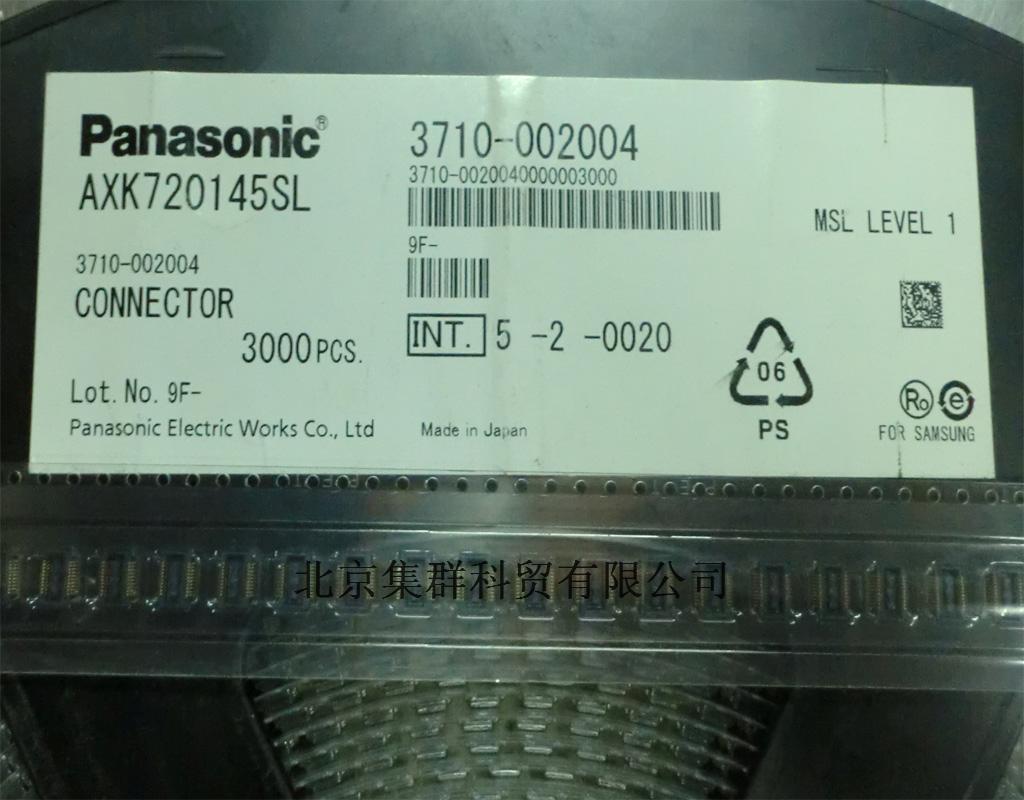 Panasonic®
AXK720145SL
3710-002004
CONNECTOR
3000PCS.
Lot. No. 9F-
Panasonic Electric Works Co., Ltd
3710-002004
3710-0020040000003000
9F-
INT. 5 -2 -0020
Made in Japan
MSL LEVEL 1
06
PS
Ro e
FOR SAMSUNG
北京集群科贸有限公司